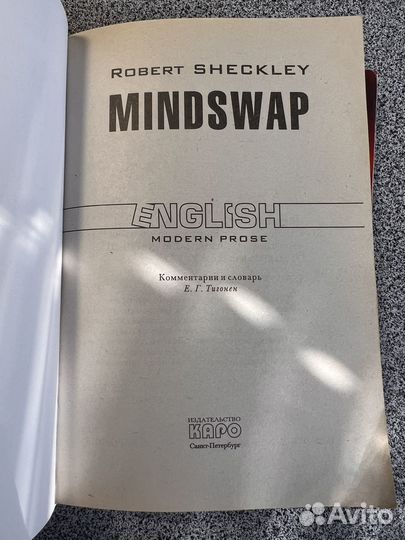 ROBERT SHECKLEY
MINDSWAP
ENGLISH
MODERN PROSE
Комментарии и словарь
Е. Г. Тигонен
ИЗДАТЕЛЬСТВО
КАРО
Санкт-Петербург
Avito